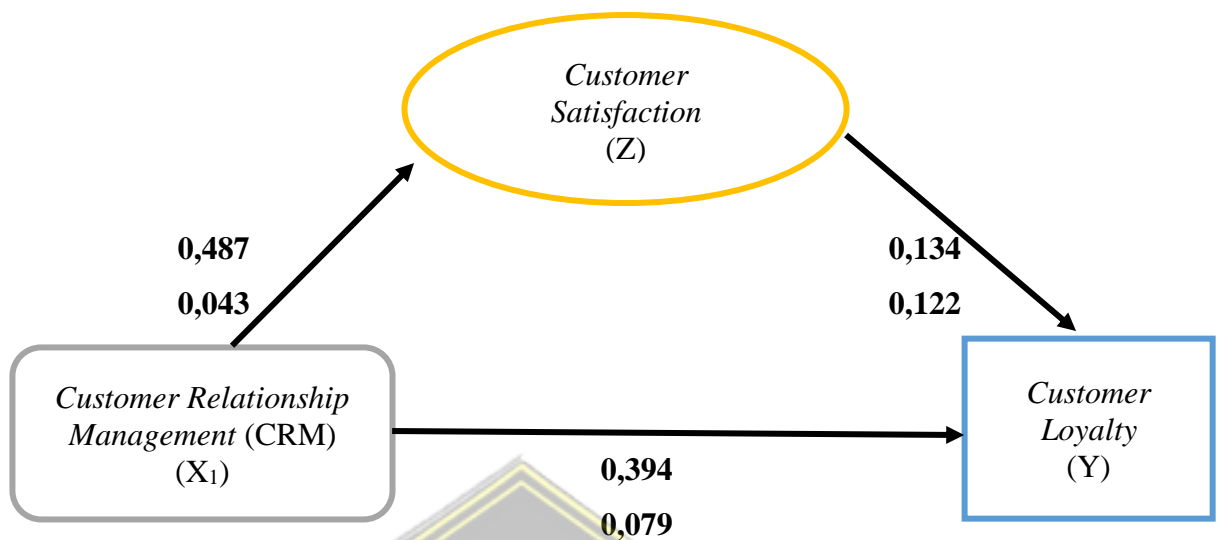 Customer
Satisfaction
(Z)
0,487
0,043
0,134
0,122
Customer Relationship
Management (CRM)
(X₁)
Customer
Loyalty
(Y)
0,394
0,079